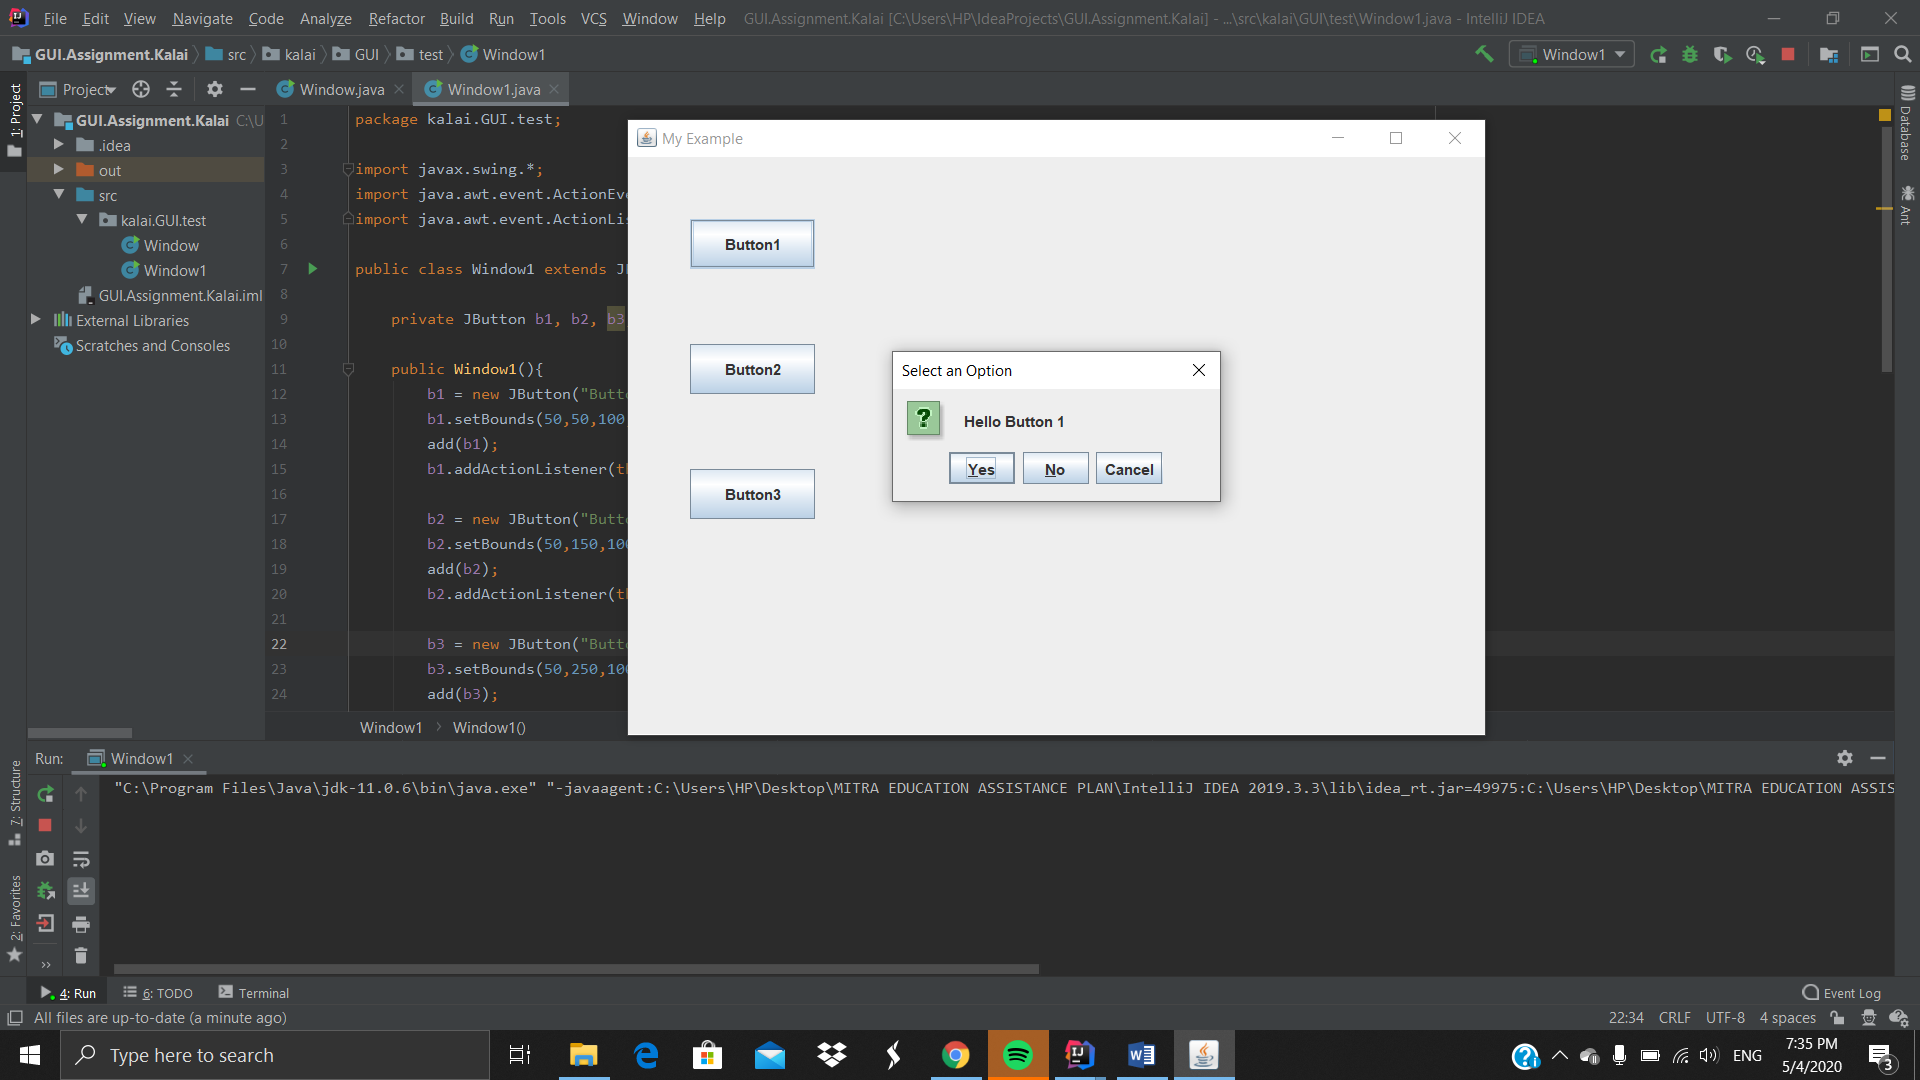 File Edit View Navigate Code Analyze Refactor Build Run Tools VCS Window Help GUI.Assignment.Kalai [C:\Users\HP\IdeaProjects\GUI.Assignment.Kalai] - ...\src\kalai\GUI\test\Window1.java - IntelliJ IDEA
GUI.Assignment.Kalai src kalai GUI test Window1 Window1
Project Window.java Window1.java
1: Project
GUI.Assignment.Kalai C:\U
.idea
out
src
kalai.GUI.test
Window
Window1
GUI.Assignment.Kalai.iml
External Libraries
Scratches and Consoles
1 package kalai.GUI.test;
2
3 import javax.swing.*;
4 import java.awt.event.ActionEv
5 import java.awt.event.ActionLis
6
7 public class Window1 extends J
8
9 private JButton b1, b2, b3
10
11 public Window1(){
12 b1 = new JButton("Butto
13 b1.setBounds(50,50,100,
14 add(b1);
15 b1.addActionListener(th
16
17 b2 = new JButton("Butto
18 b2.setBounds(50,150,100
19 add(b2);
20 b2.addActionListener(th
21
22 b3 = new JButton("Butto
23 b3.setBounds(50,250,100
24 add(b3);
Window1 Window1()
My Example
Button1
Button2
Button3
Select an Option
Hello Button 1
Yes No Cancel
Database
Ant
7: Structure
2: Favorites
Run: Window1
"C:\Program Files\Java\jdk-11.0.6\bin\java.exe" "-javaagent:C:\Users\HP\Desktop\MITRA EDUCATION ASSISTANCE PLAN\IntelliJ IDEA 2019.3.3\lib\idea_rt.jar=49975:C:\Users\HP\Desktop\MITRA EDUCATION ASSIS
4: Run 6: TODO Terminal Event Log
All files are up-to-date (a minute ago) 22:34 CRLF UTF-8 4 spaces
Type here to search ENG 7:35 PM
5/4/2020 3